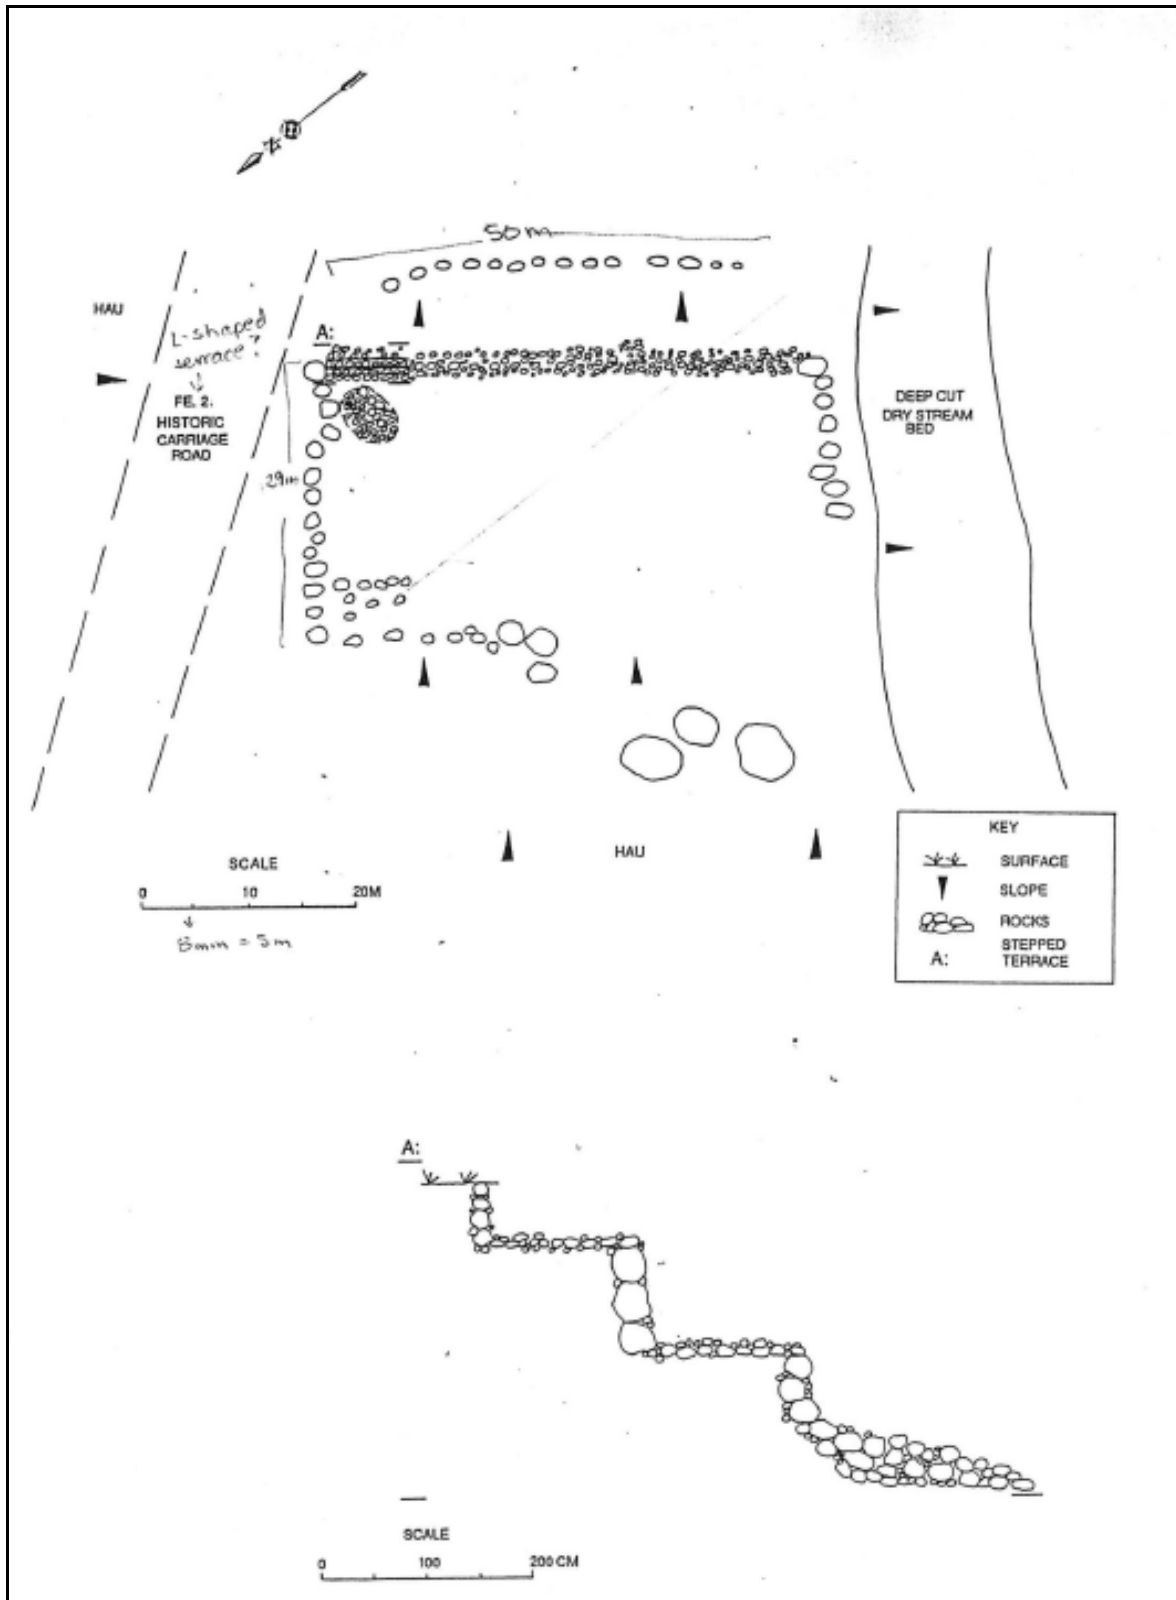 N
50 m
HAU
L-shaped
terrace?
A:
FE. 2.
HISTORIC
CARRIAGE
ROAD
29m
DEEP CUT
DRY STREAM
BED
SCALE
0 10 20M
8mm = 5m
HAU
KEY
SURFACE
SLOPE
ROCKS
A: STEPPED
TERRACE
A:
SCALE
0 100 200 CM